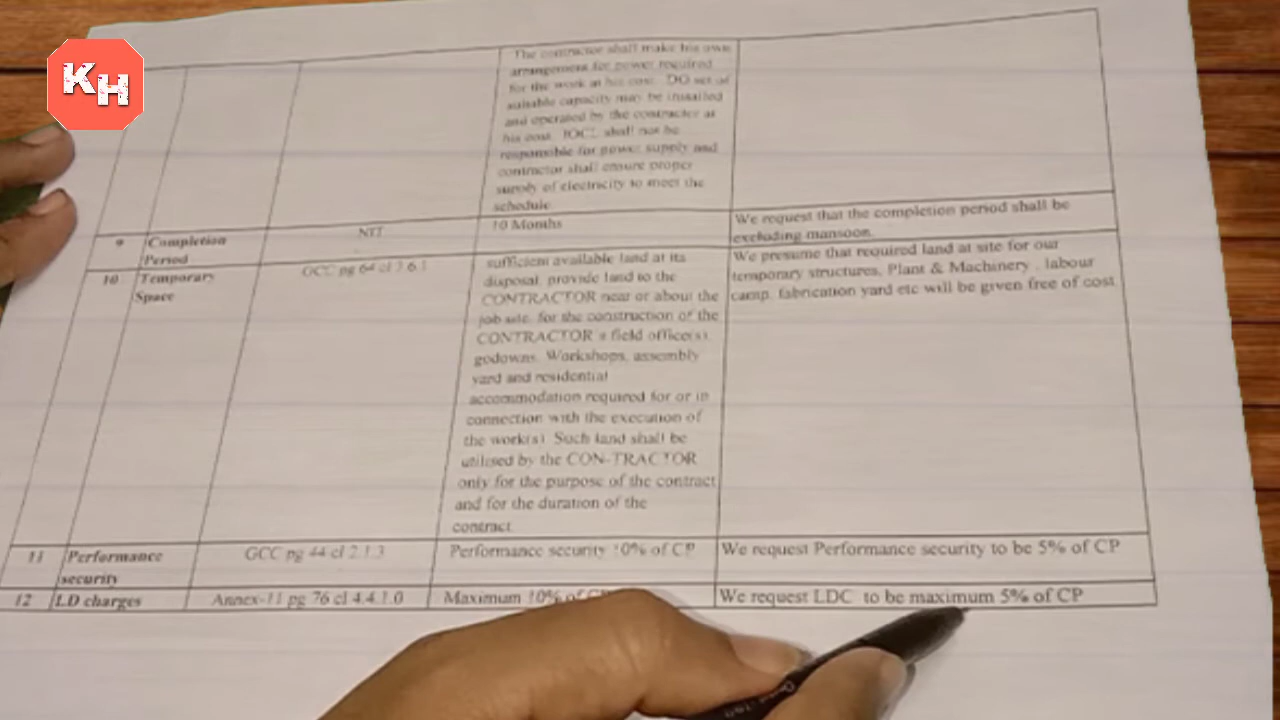 KH
The contractor shall make his own
arrangement for power required
for the work at his cost. DG set of
suitable capacity may be installed
and operated by the contractor at
his cost. IOCL shall not be
responsible for power supply and
contractor shall ensure proper
supply of electricity to meet the
schedule.
9 Completion Period
NIT
10 Months
We request that the completion period shall be
excluding mansoon.
10 Temporary Space
GCC pg 64 cl
sufficient available land at its
disposal, provide land to the
CONTRACTOR near or about the
job site, for the construction of the
CONTRACTOR s field office(s),
godowns, Workshops, assembly
yard and residential
accommodation required for or in
connection with the execution of
the work(s). Such land shall be
utilised by the CON-TRACTOR
only for the purpose of the contract
and for the duration of the
contract.
We presume that required land at site for our
temporary structures, Plant & Machinery , labour
camp, fabrication yard etc will be given free of cost.
11 Performance security
GCC pg 44 cl 2.1.3
Performance security 10% of CP
We request Performance security to be 5% of CP
12 LD charges
Annex-11 pg 76 cl 4.4.1.0
Maximum 10% of
We request LDC to be maximum 5% of CP